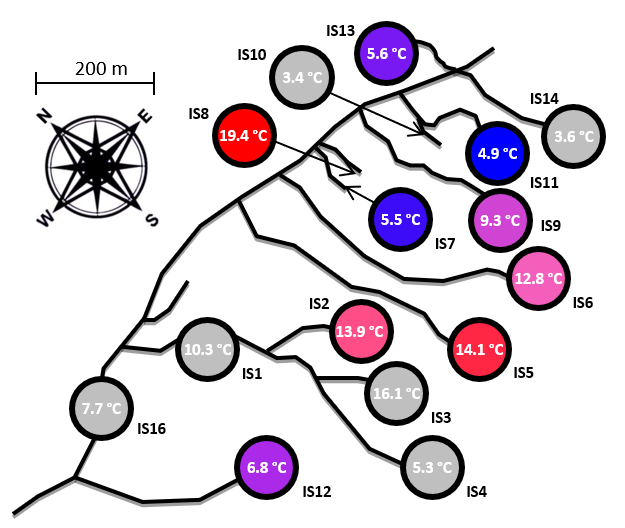 IS13
5.6 °C
IS10
3.4 °C
200 m
IS14
3.6 °C
IS8
19.4 °C
N
E
4.9 °C
IS11
W
S
5.5 °C
IS7
9.3 °C
IS9
12.8 °C
IS6
IS2
13.9 °C
10.3 °C
IS1
14.1 °C
IS5
16.1 °C
IS3
7.7 °C
IS16
6.8 °C
IS12
5.3 °C
IS4